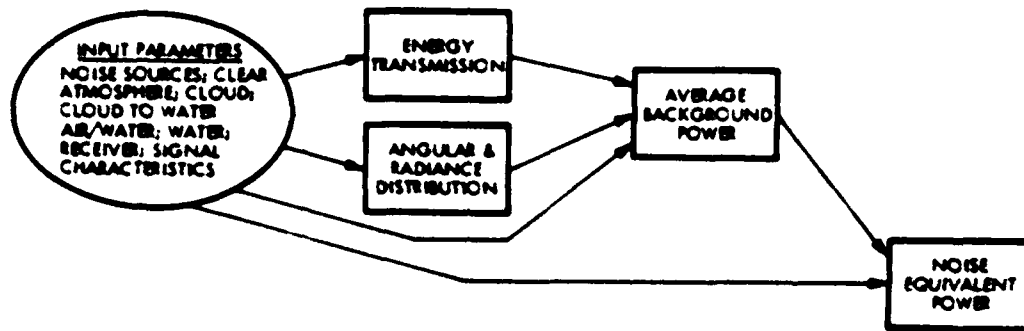 INPUT PARAMETERS
NOISE SOURCES; CLEAR
ATMOSPHERE; CLOUD;
CLOUD TO WATER
AIR/WATER; WATER;
RECEIVER; SIGNAL
CHARACTERISTICS
ENERGY
TRANSMISSION
ANGULAR &
RADIANCE
DISTRIBUTION
AVERAGE
BACKGROUND
POWER
NOISE
EQUIVALENT
POWER